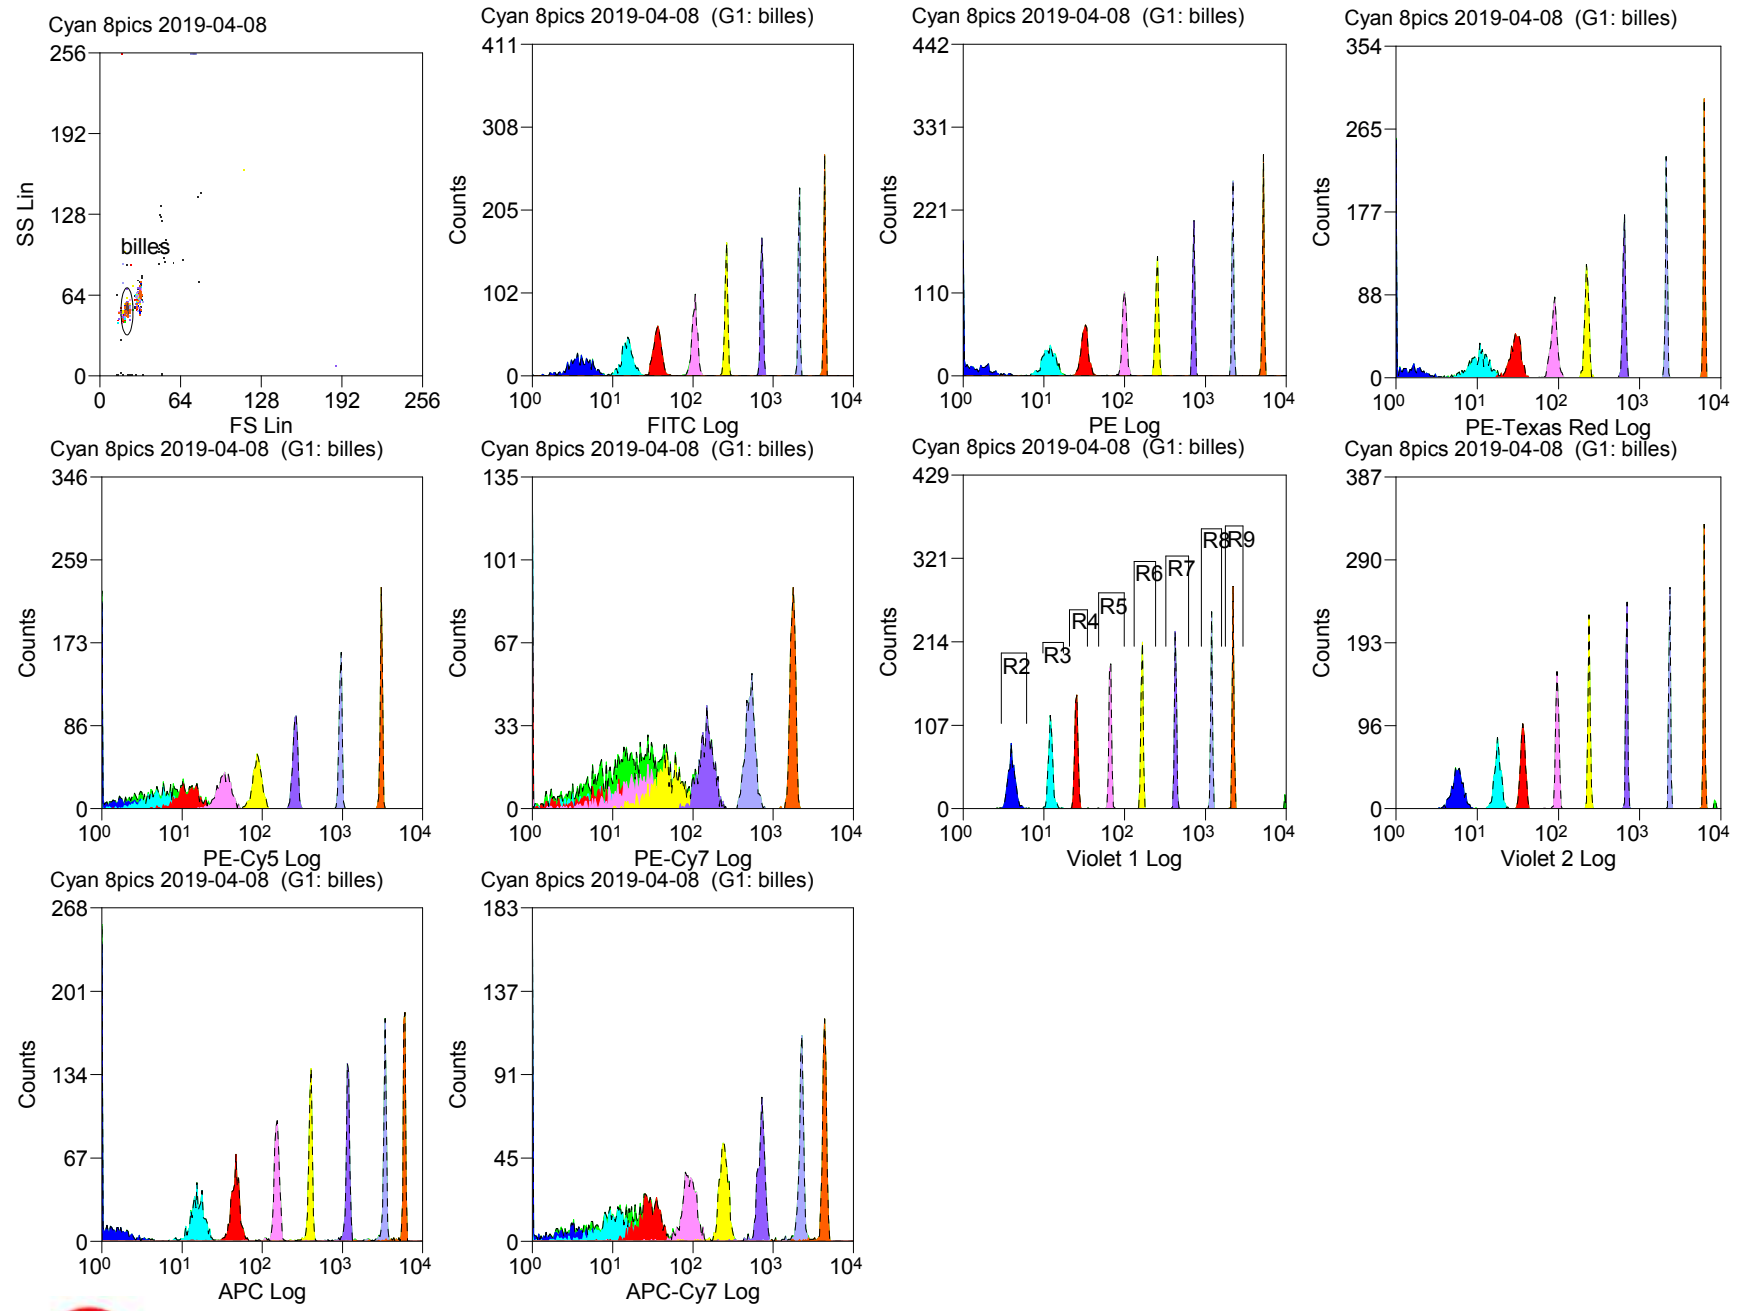 Cyan 8pics 2019-04-08
256
192
128
64
0
SS Lin
billes
0 64 128 192 256
FS Lin
Cyan 8pics 2019-04-08 (G1: billes)
411
308
205
102
0
Counts
10⁰ 10¹ 10² 10³ 10⁴
FITC Log
Cyan 8pics 2019-04-08 (G1: billes)
442
331
221
110
0
Counts
10⁰ 10¹ 10² 10³ 10⁴
PE Log
Cyan 8pics 2019-04-08 (G1: billes)
354
265
177
88
0
Counts
10⁰ 10¹ 10² 10³ 10⁴
PE-Texas Red Log
Cyan 8pics 2019-04-08 (G1: billes)
346
259
173
86
0
Counts
10⁰ 10¹ 10² 10³ 10⁴
PE-Cy5 Log
Cyan 8pics 2019-04-08 (G1: billes)
135
101
67
33
0
Counts
10⁰ 10¹ 10² 10³ 10⁴
PE-Cy7 Log
Cyan 8pics 2019-04-08 (G1: billes)
429
321
214
107
0
Counts
R2 R3 R4 R5 R6 R7 R8 R9
10⁰ 10¹ 10² 10³ 10⁴
Violet 1 Log
Cyan 8pics 2019-04-08 (G1: billes)
387
290
193
96
0
Counts
10⁰ 10¹ 10² 10³ 10⁴
Violet 2 Log
Cyan 8pics 2019-04-08 (G1: billes)
268
201
134
67
0
Counts
10⁰ 10¹ 10² 10³ 10⁴
APC Log
Cyan 8pics 2019-04-08 (G1: billes)
183
137
91
45
0
Counts
10⁰ 10¹ 10² 10³ 10⁴
APC-Cy7 Log